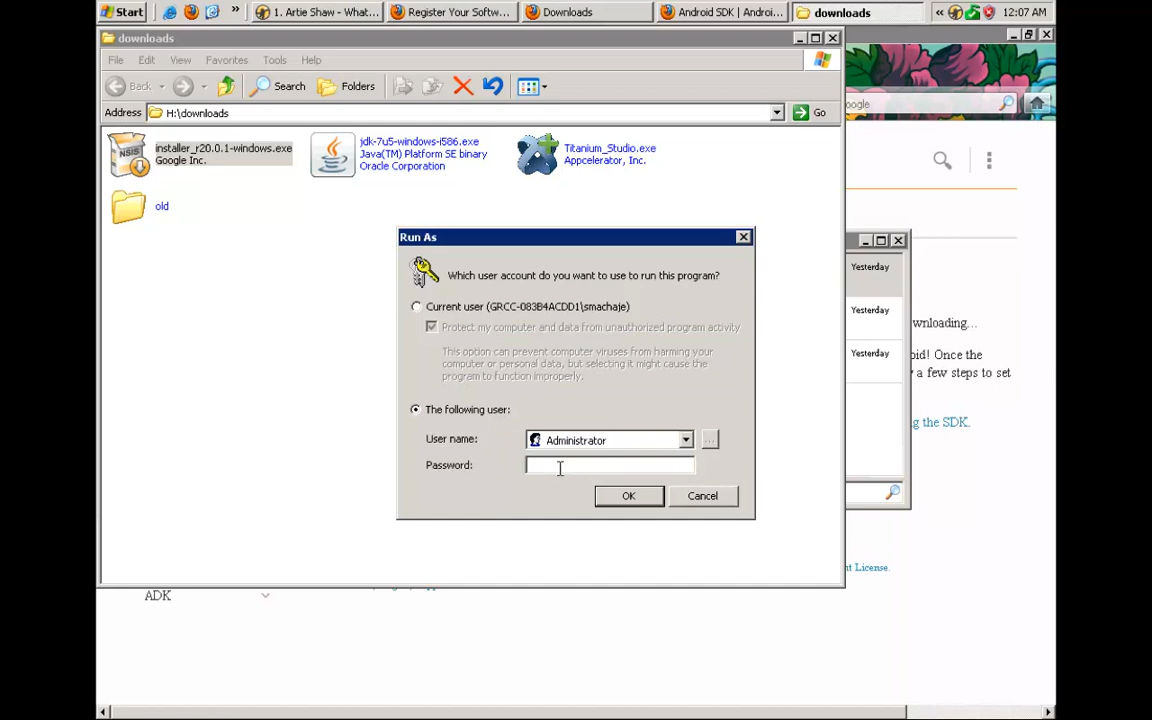 Start
»
1. Artie Shaw - What...
Register Your Softw...
Downloads
Android SDK | Androi...
downloads
«
12:07 AM
downloads
File Edit View Favorites Tools Help
Back Search Folders
Address H:\downloads Go
oogle
installer_r20.0.1-windows.exe
Google Inc.
jdk-7u5-windows-i586.exe
Java(TM) Platform SE binary
Oracle Corporation
Titanium_Studio.exe
Appcelerator, Inc.
NSIS
old
Run As
Which user account do you want to use to run this program?
Current user (GRCC-083B4ACDD1\smachaje)
Protect my computer and data from unauthorized program activity
This option can prevent computer viruses from harming your
computer or personal data, but selecting it might cause the
program to function improperly.
The following user:
User name: Administrator ...
Password:
OK Cancel
Yesterday
Yesterday
Yesterday
wnloading...
oid! Once the
y a few steps to set
g the SDK.
nt License.
ADK